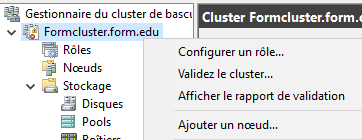 Gestionnaire du cluster de bascu
Formcluster.form.edu
Rôles
Nœuds
Stockage
Disques
Pools
Boîtiers
Cluster Formcluster.form.e
Configurer un rôle...
Validez le cluster...
Afficher le rapport de validation
Ajouter un nœud...